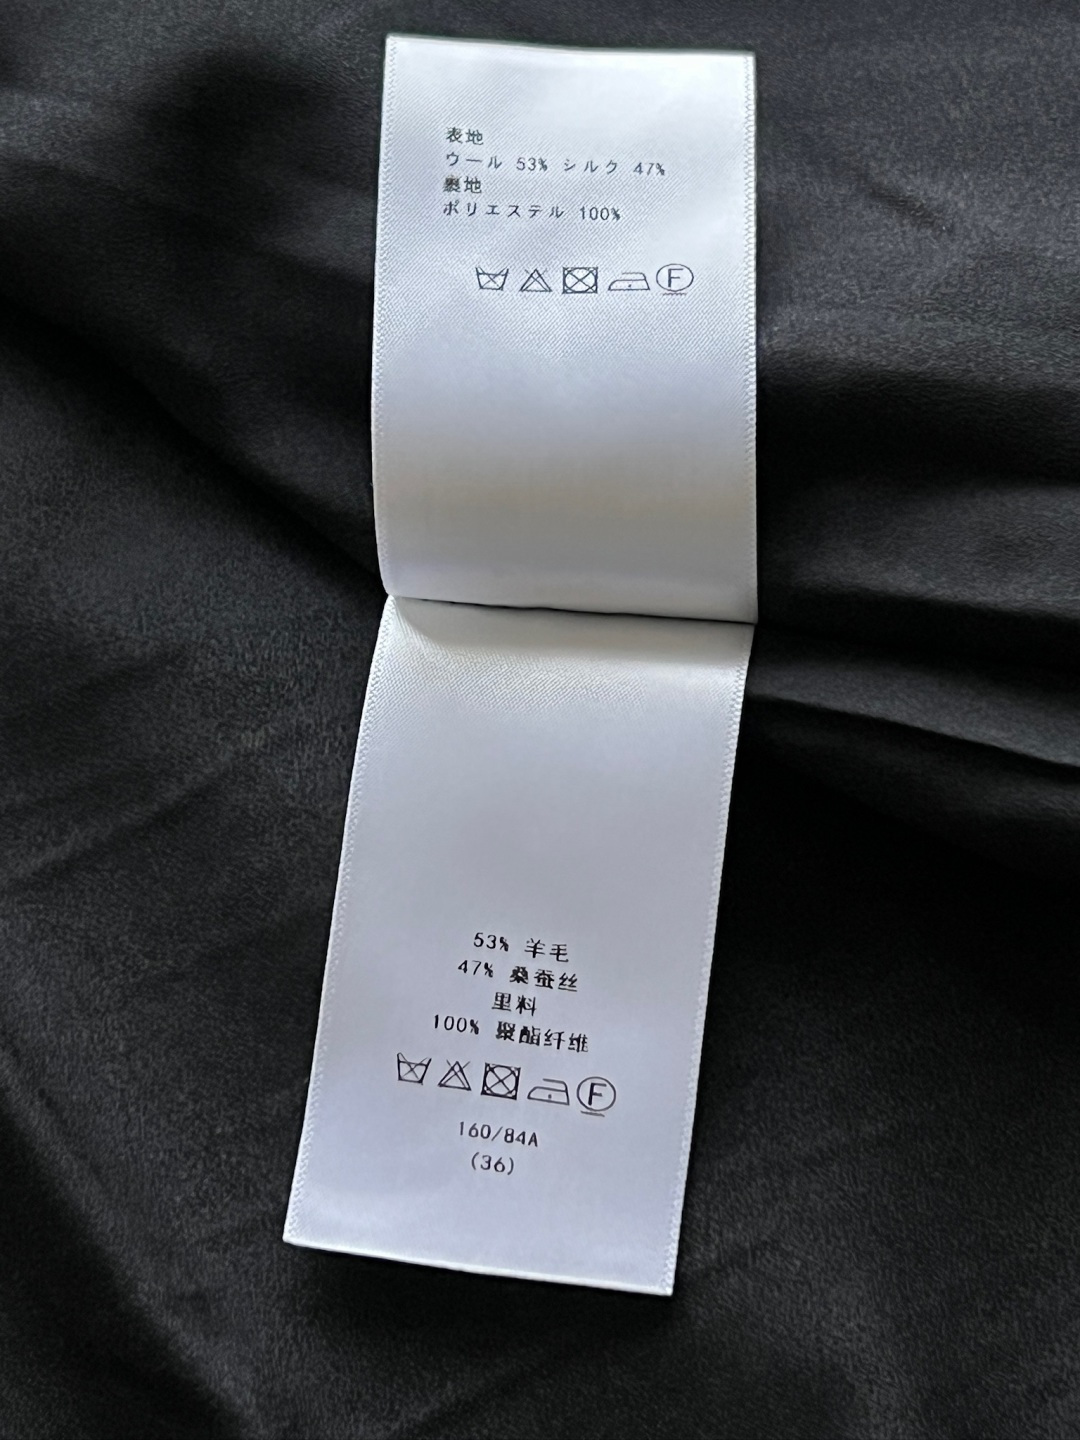 表地
ウール 53% シルク 47%
裏地
ポリエステル 100%
F
53% 羊毛
47% 桑蚕丝
里料
100% 聚酯纤维
F
160/84A
(36)